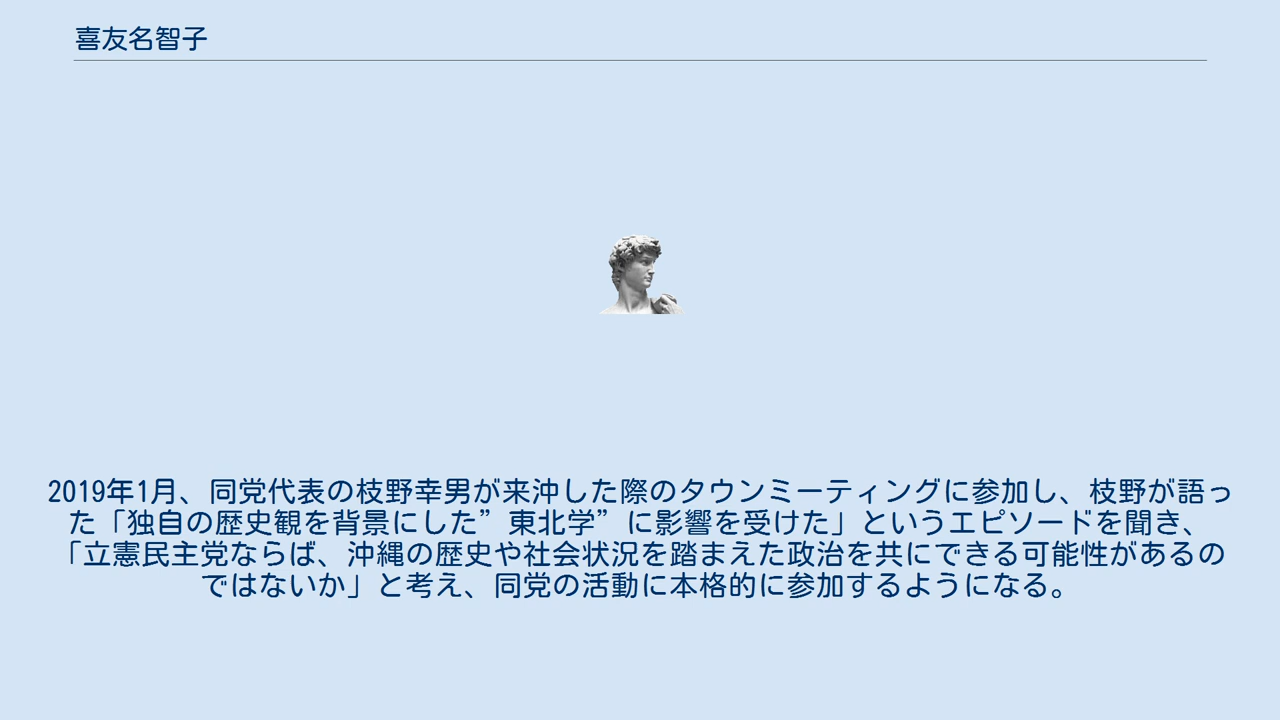 喜友名智子
2019年1月、同党代表の枝野幸男が来沖した際のタウンミーティングに参加し、枝野が語っ
た「独自の歴史観を背景にした”東北学”に影響を受けた」というエピソードを聞き、
「立憲民主党ならば、沖縄の歴史や社会状況を踏まえた政治を共にできる可能性があるの
ではないか」と考え、同党の活動に本格的に参加するようになる。